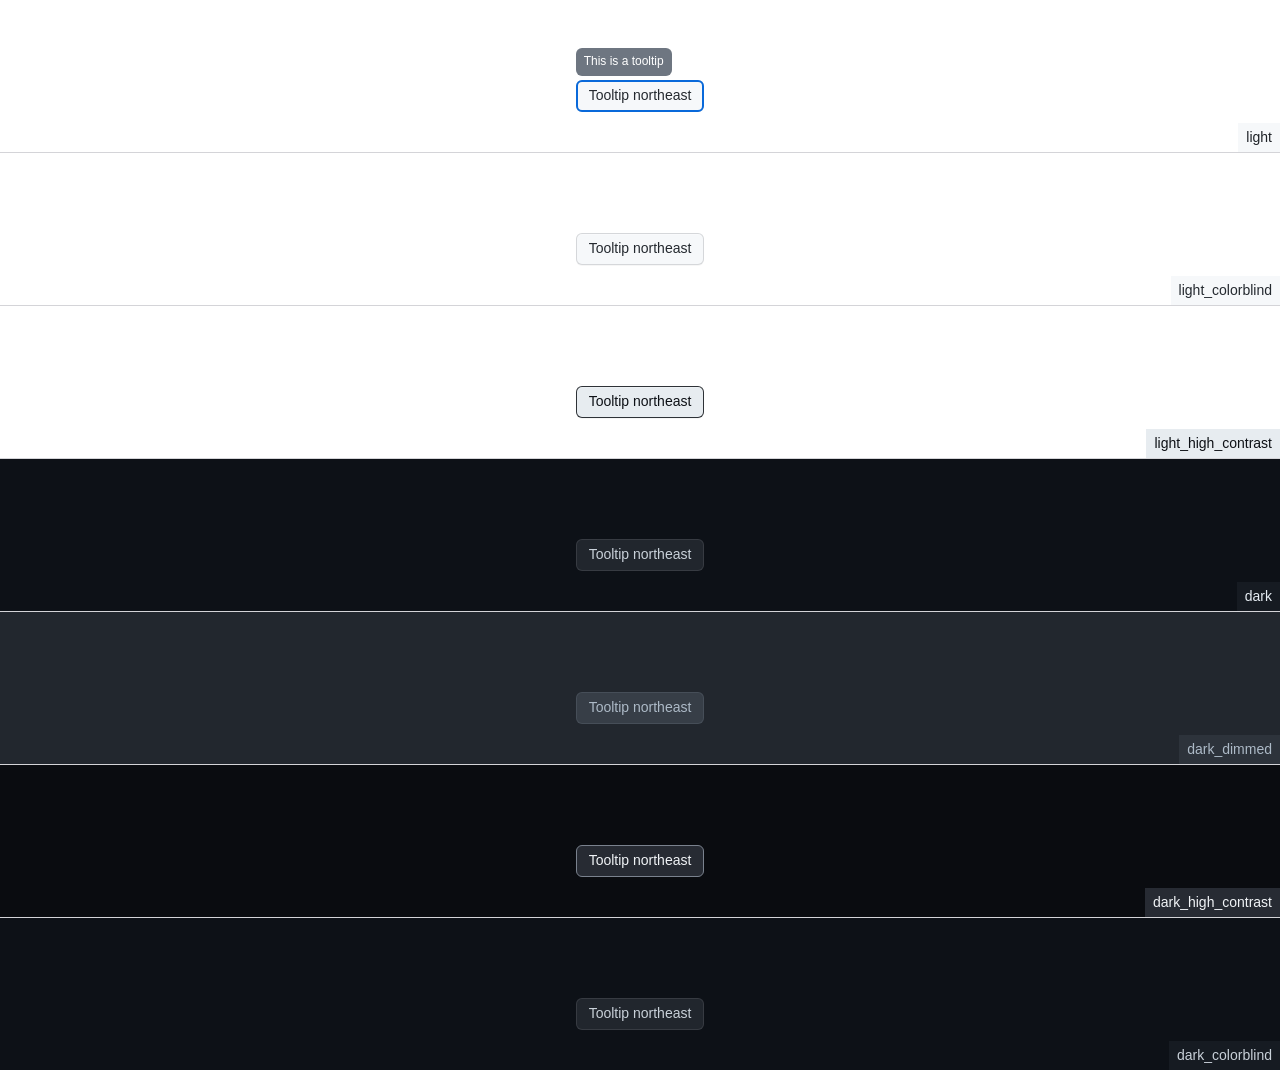 This is a tooltip
Tooltip northeast
light
Tooltip northeast
light_colorblind
Tooltip northeast
light_high_contrast
Tooltip northeast
dark
Tooltip northeast
dark_dimmed
Tooltip northeast
dark_high_contrast
Tooltip northeast
dark_colorblind